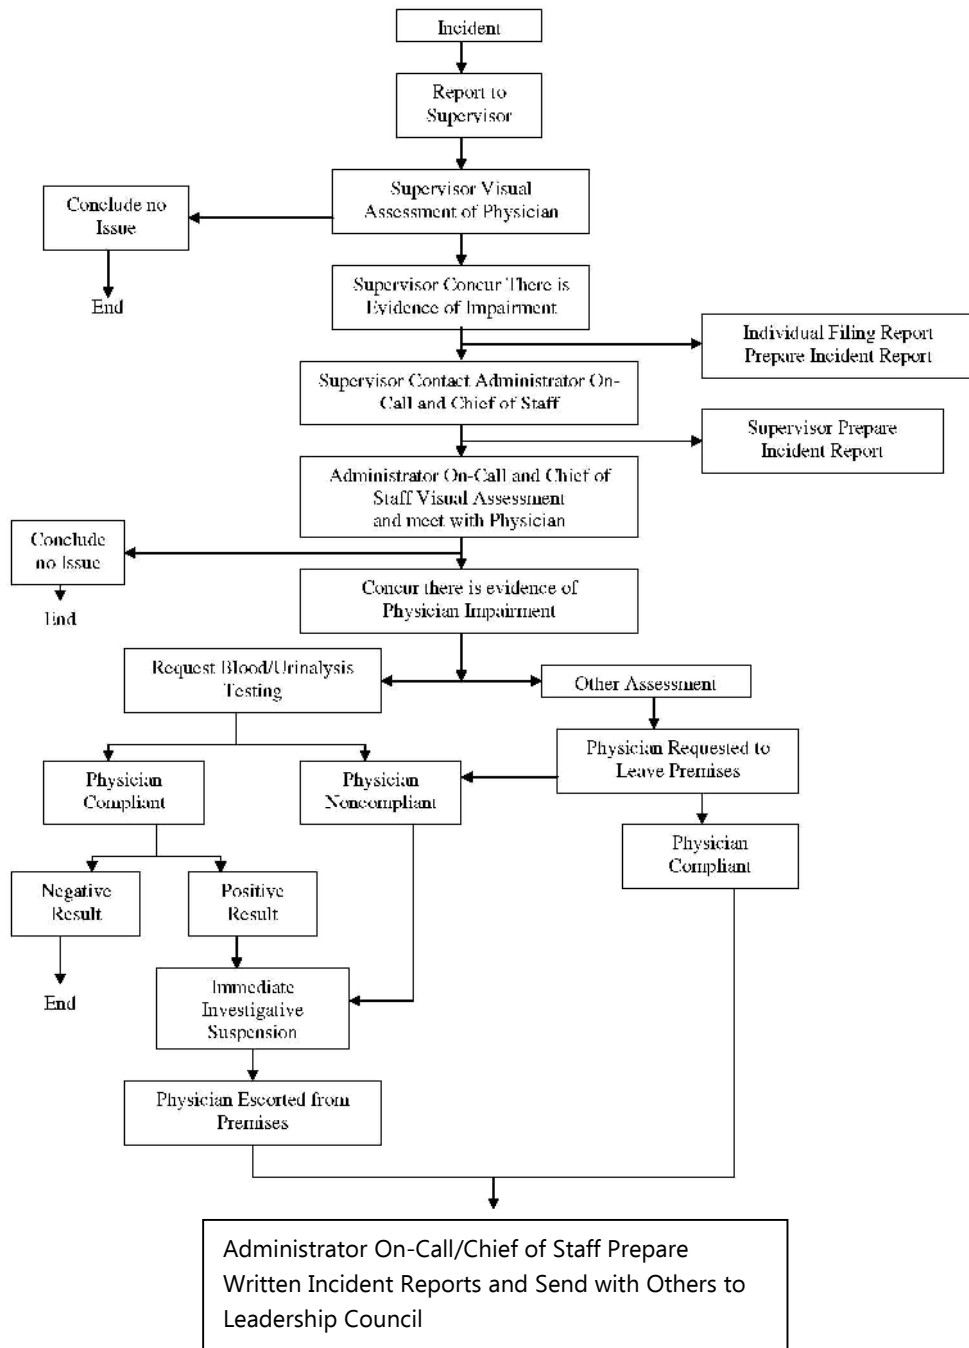 Incident
Report to
Supervisor
Supervisor Visual
Assessment of Physician
Conclude no
Issue
End
Supervisor Concur There is
Evidence of Impairment
Individual Filing Report
Prepare Incident Report
Supervisor Contact Administrator On-
Call and Chief of Staff
Supervisor Prepare
Incident Report
Administrator On-Call and Chief of
Staff Visual Assessment
and meet with Physician
Conclude
no Issue
End
Concur there is evidence of
Physician Impairment
Request Blood/Urinalysis
Testing
Other Assessment
Physician Requested to
Leave Premises
Physician
Compliant
Physician
Noncompliant
Physician
Compliant
Negative
Result
Positive
Result
End
Immediate
Investigative
Suspension
Physician Escorted from
Premises
Administrator On-Call/Chief of Staff Prepare
Written Incident Reports and Send with Others to
Leadership Council